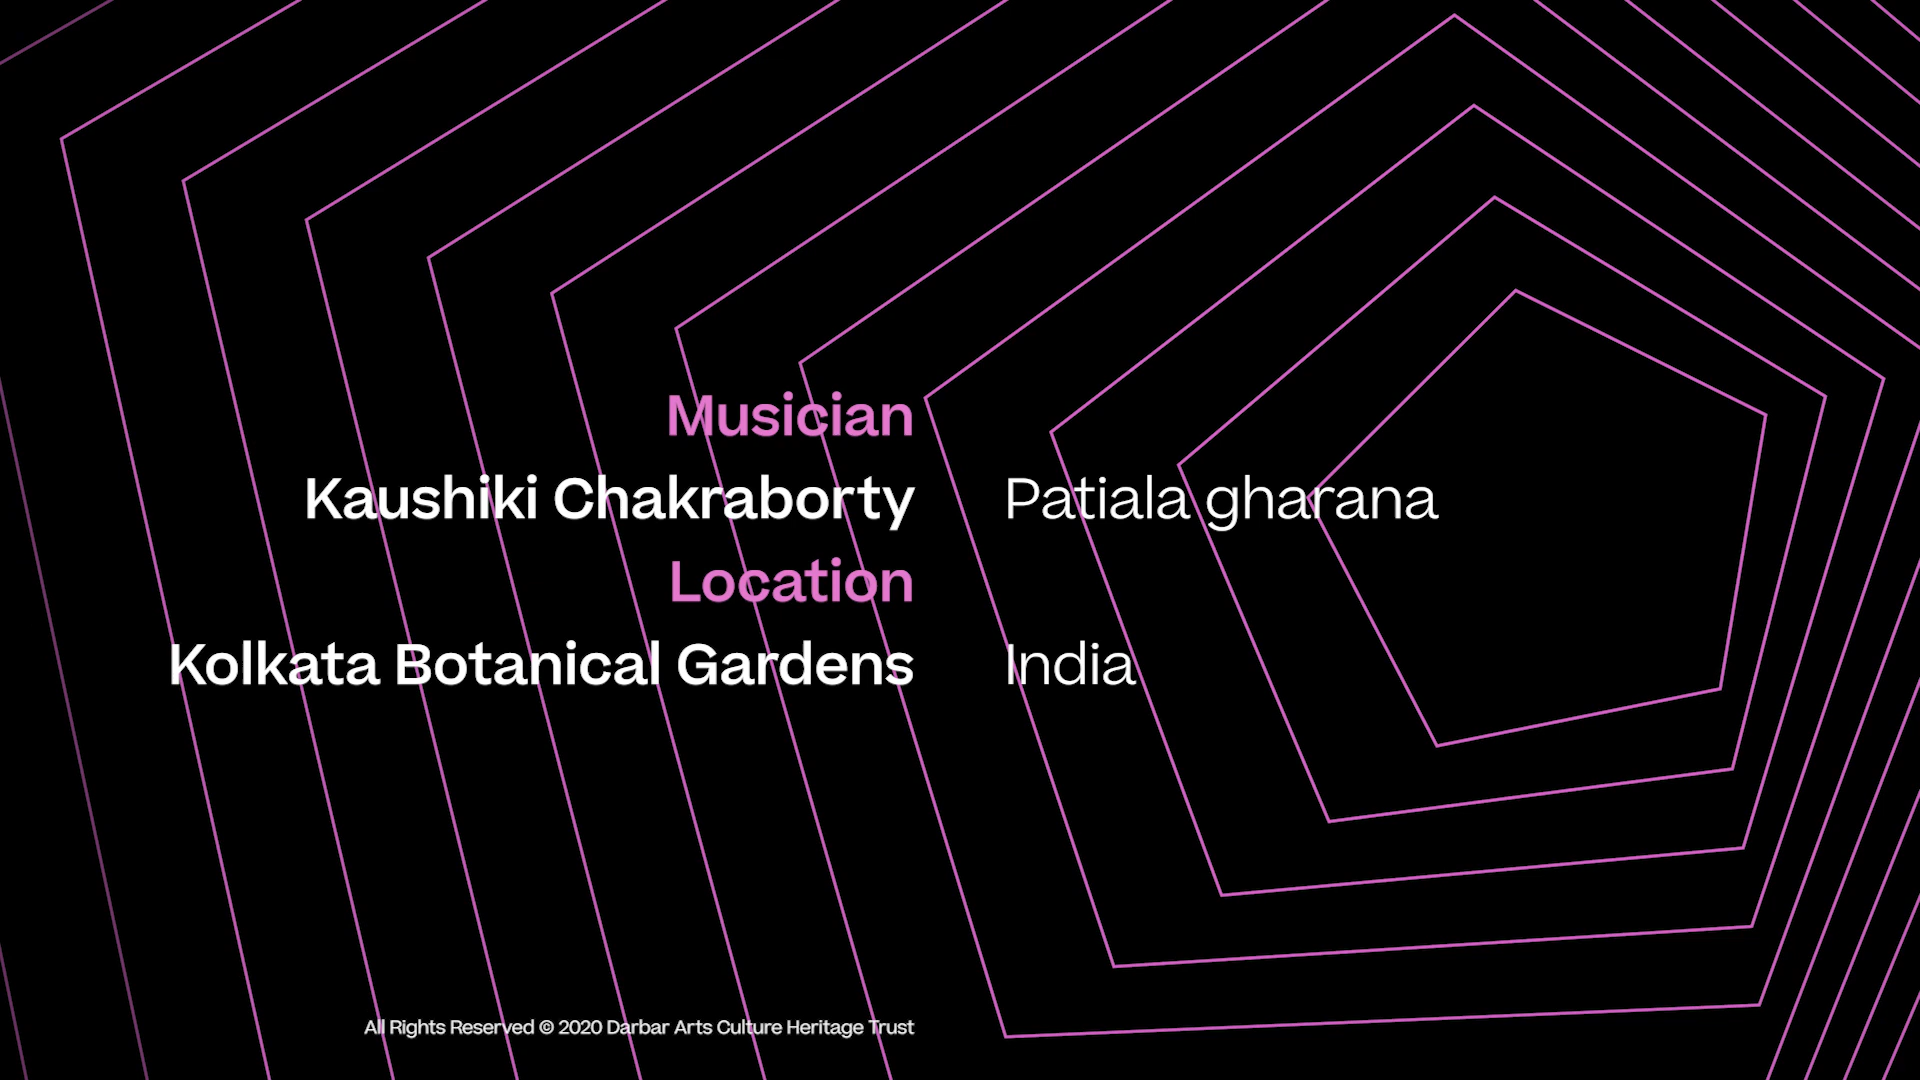 Musician
Kaushiki Chakraborty Patiala gharana
Location
Kolkata Botanical Gardens India
All Rights Reserved © 2020 Darbar Arts Culture Heritage Trust